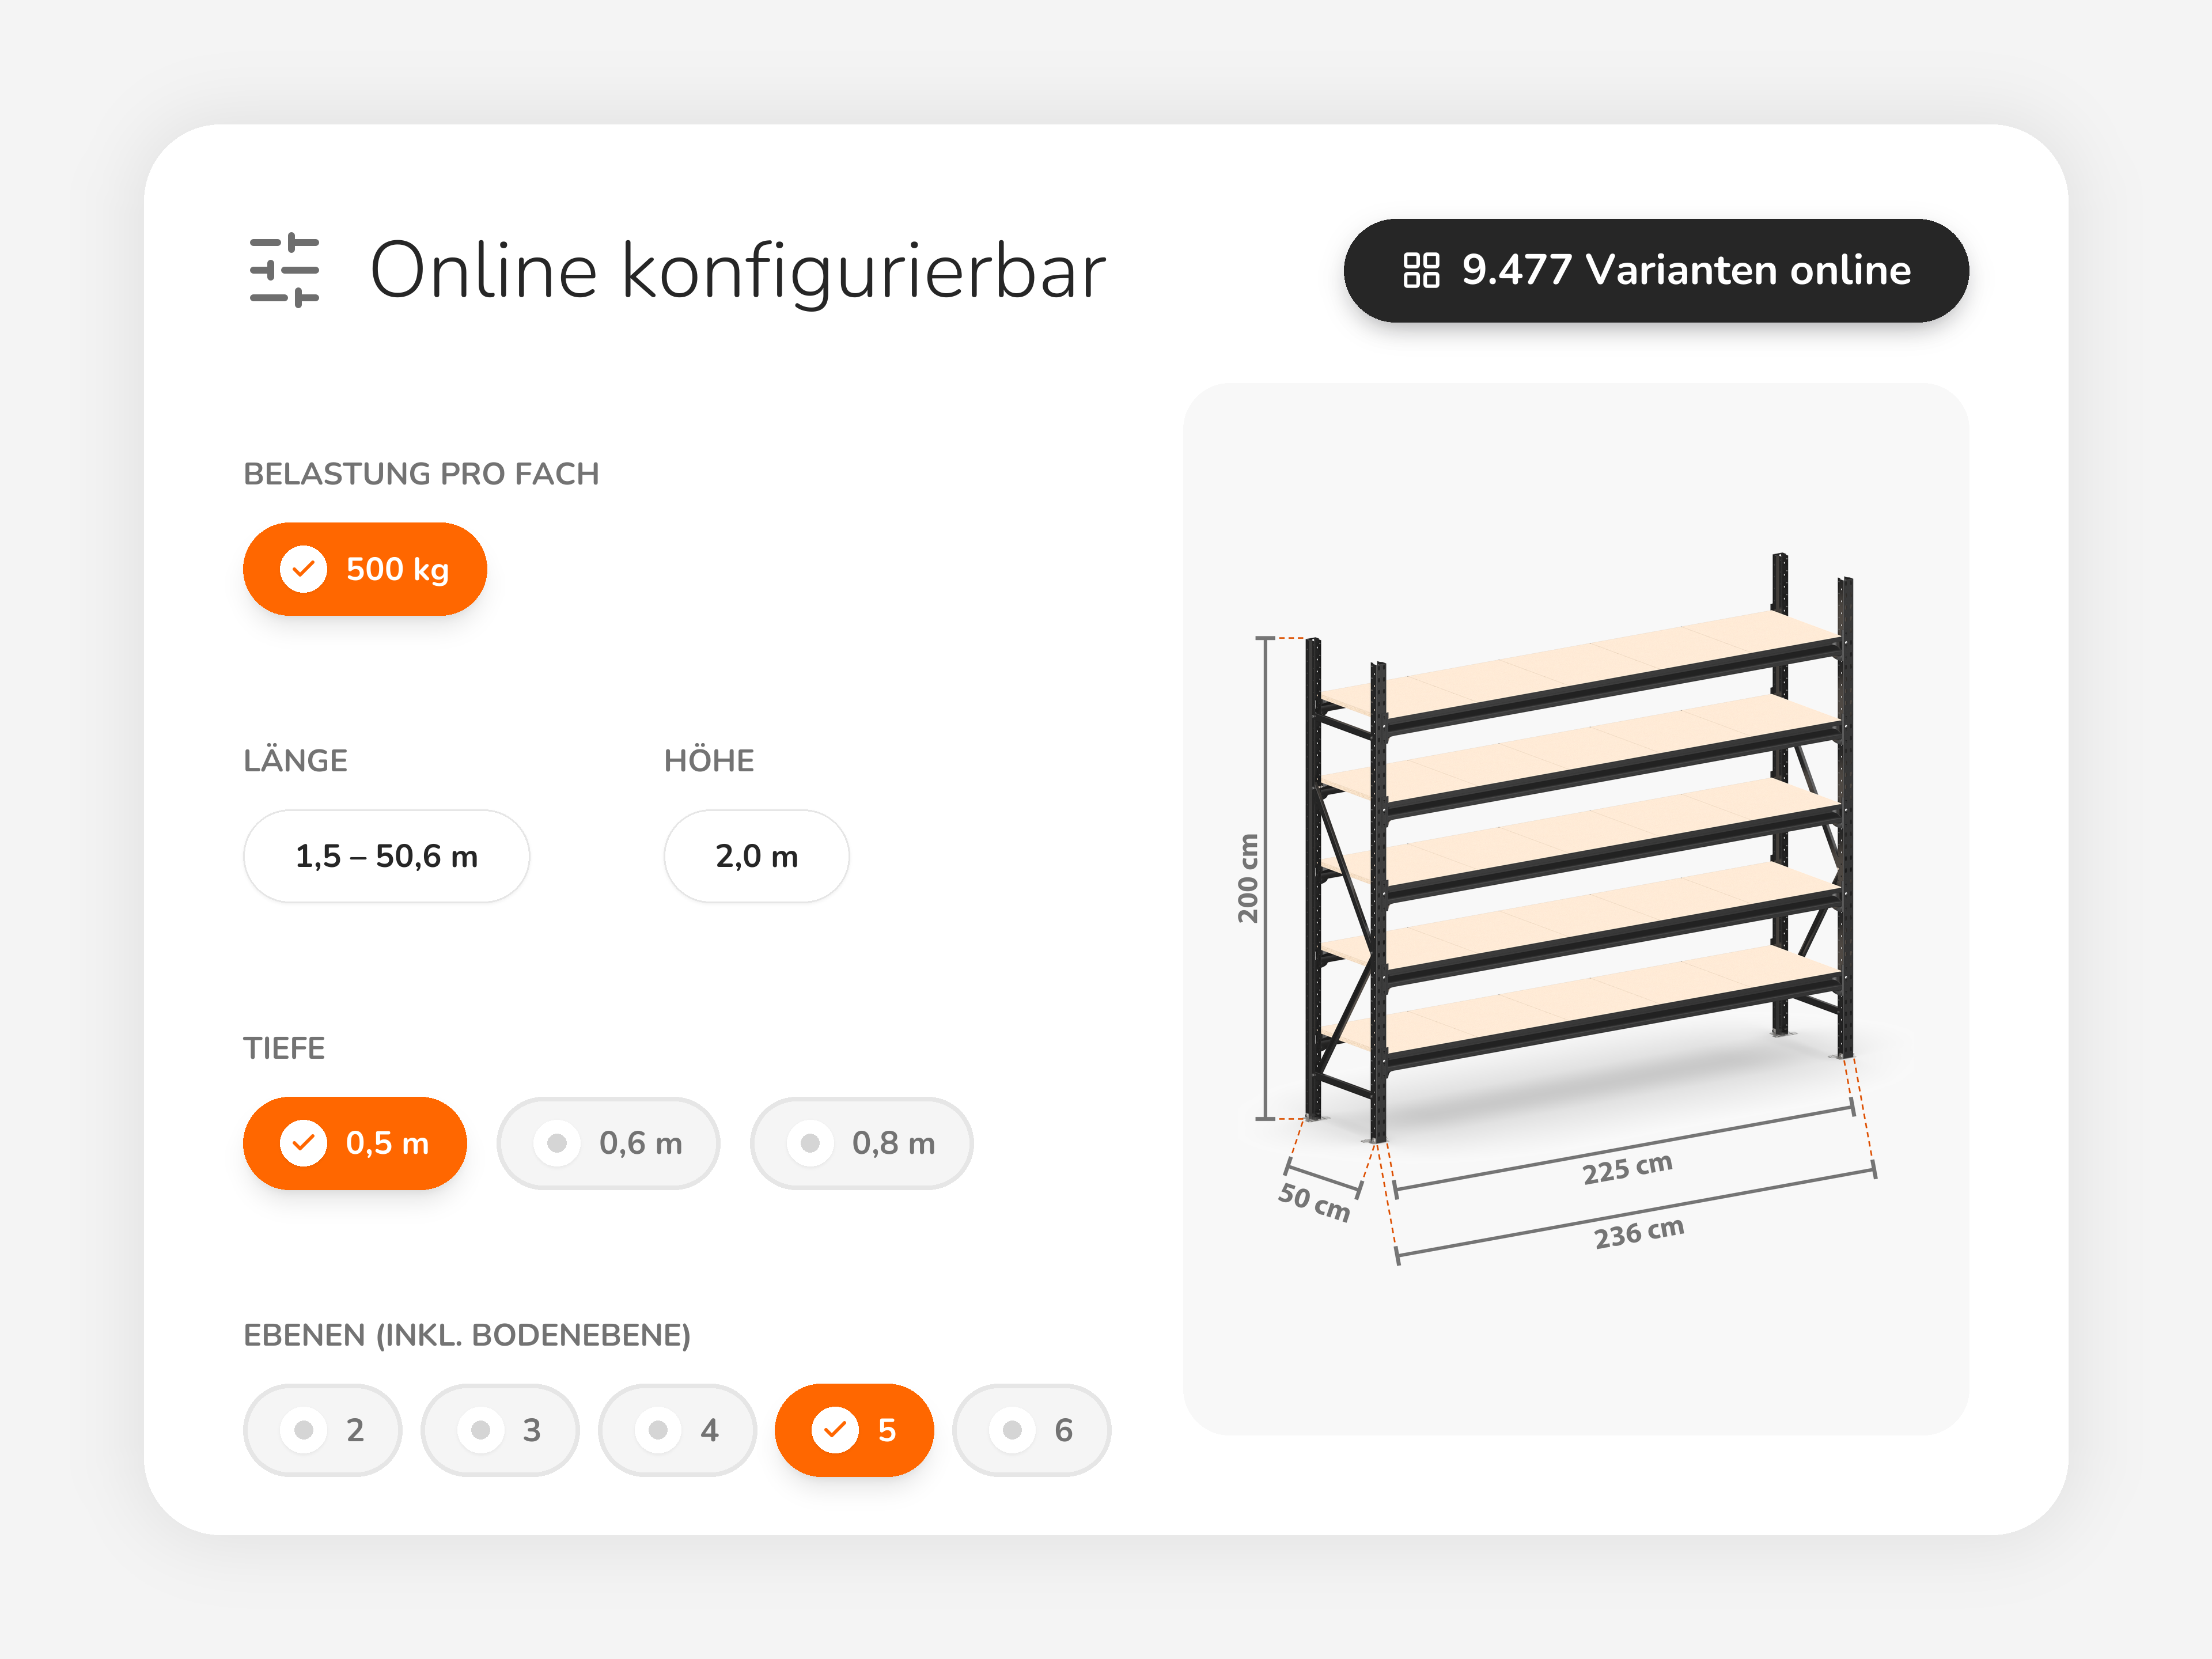 Online konfigurierbar
9.477 Varianten online
BELASTUNG PRO FACH
500 kg
LÄNGE
HÖHE
1,5 – 50,6 m
2,0 m
TIEFE
0,5 m
0,6 m
0,8 m
EBENEN (INKL. BODENEBENE)
2
3
4
5
6
200 cm
50 cm
225 cm
236 cm